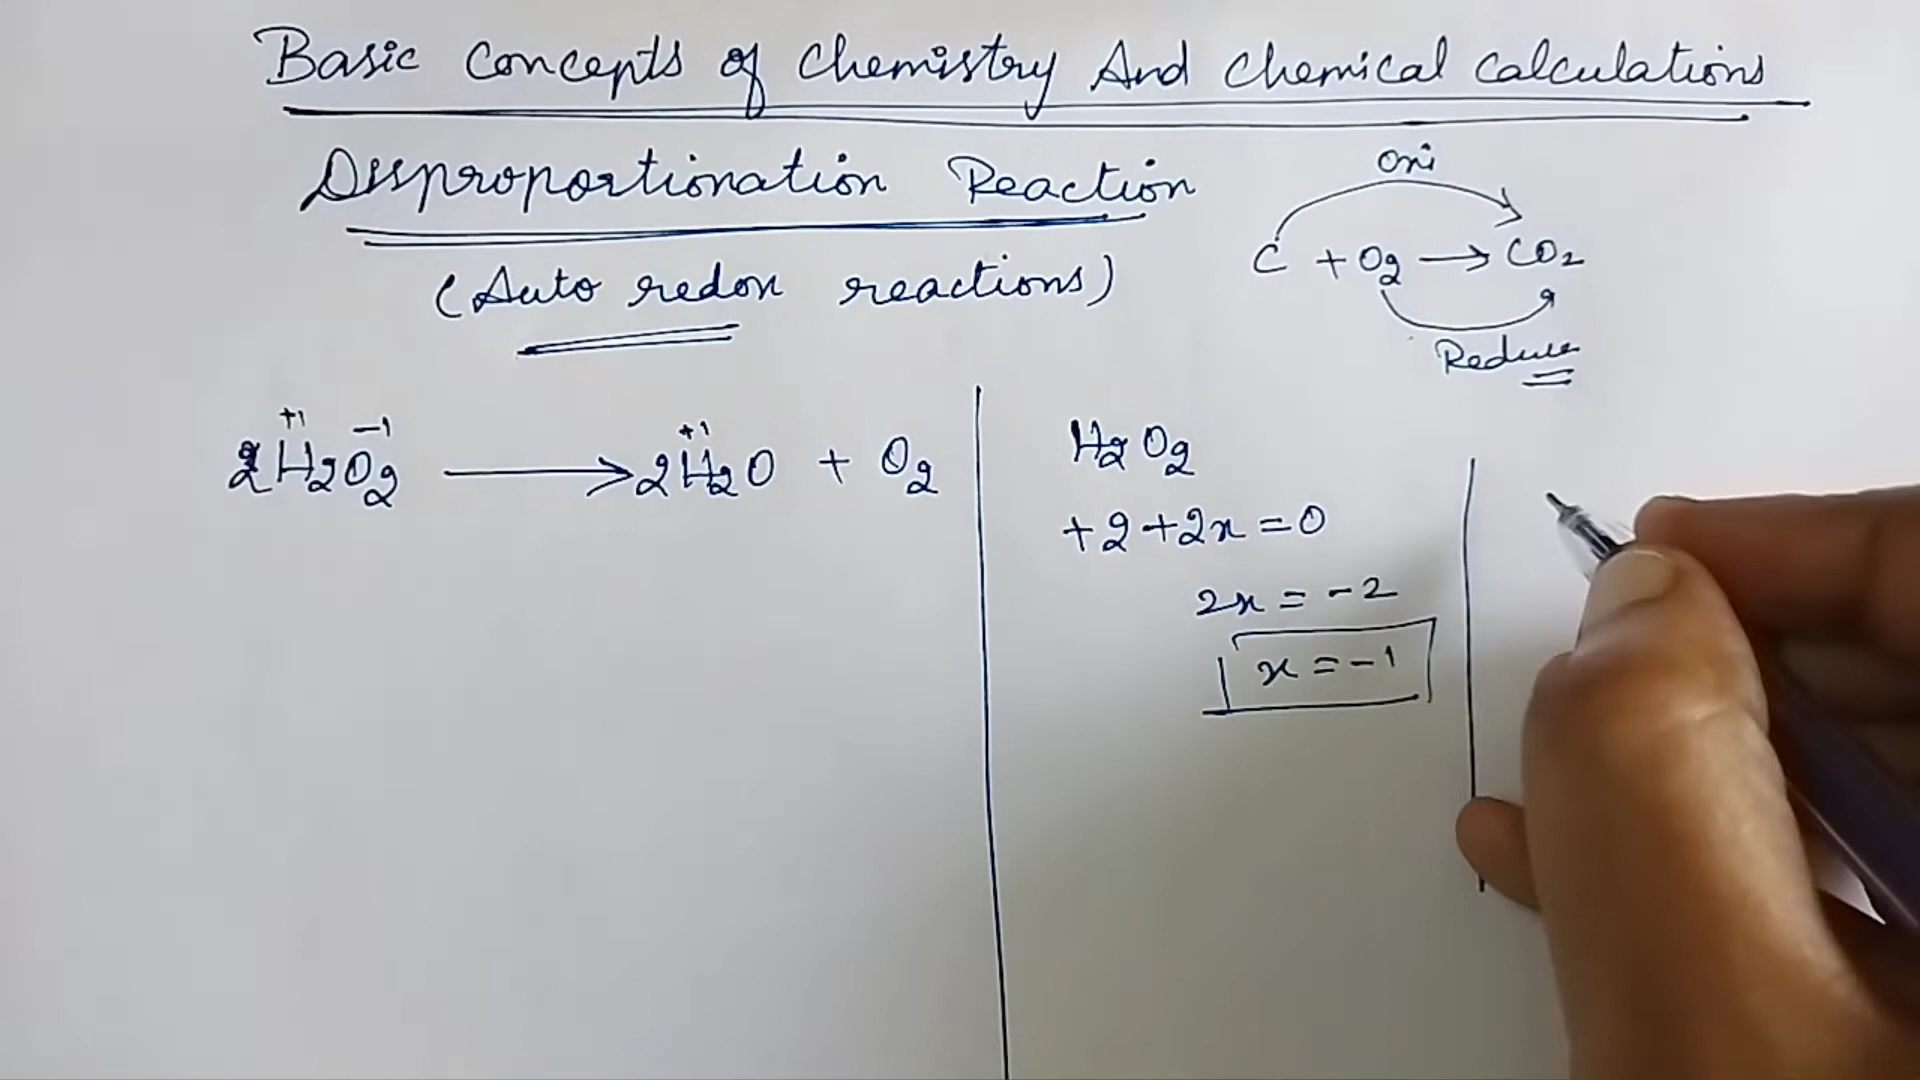 Basic Concepts of Chemistry And Chemical Calculations
Dissproportionation Reaction
(Auto redox reactions)
Oxi
C + O2 → CO2
Reduce
+1 -1 +1
2H2O2 → 2H2O + O2
H2O2
+2+2x=0
2x = -2
x = -1